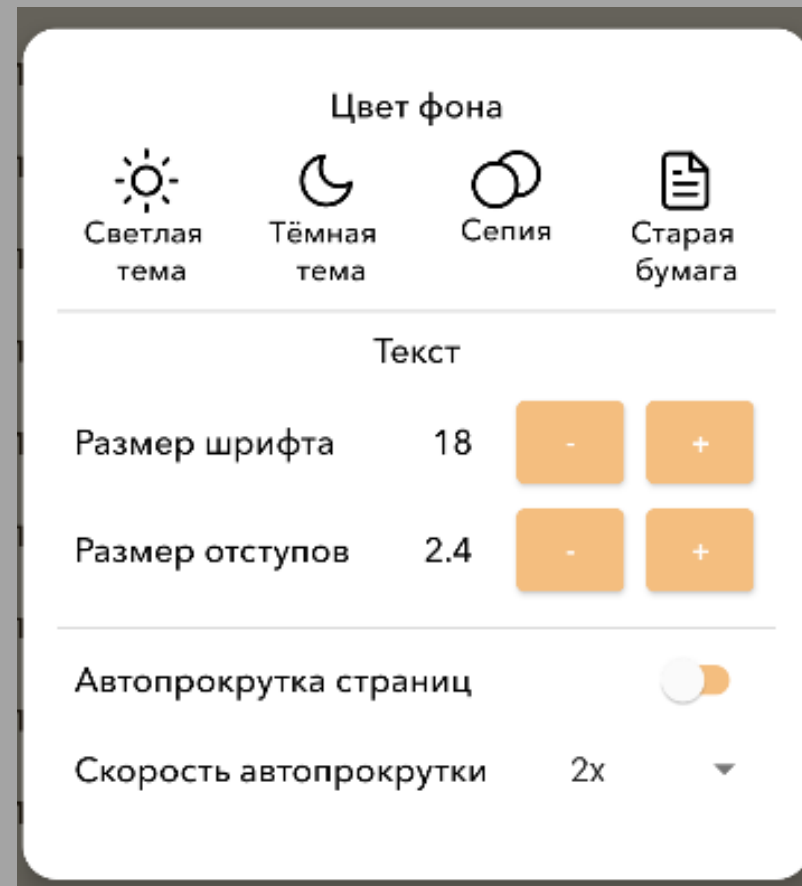 Цвет фона
Светлая тема
Тёмная тема
Сепия
Старая бумага
Текст
Размер шрифта 18 - +
Размер отступов 2.4 - +
Автопрокрутка страниц
Скорость автопрокрутки 2x